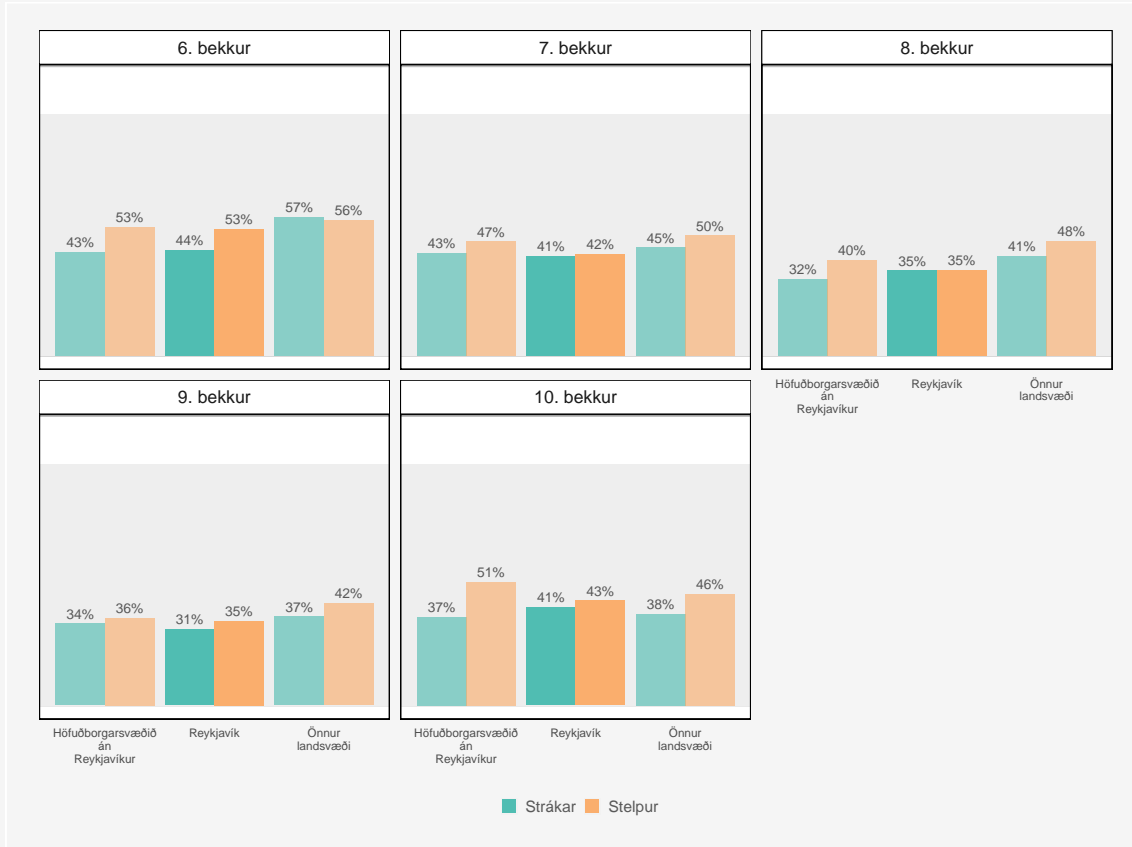 6. bekkur
43%
53%
44%
53%
57%
56%
7. bekkur
43%
47%
41%
42%
45%
50%
8. bekkur
32%
40%
35%
35%
41%
48%
Höfuðborgarsvæðið
án
Reykjavíkur
Reykjavík
Önnur
landsvæði
9. bekkur
34%
36%
31%
35%
37%
42%
Höfuðborgarsvæðið
án
Reykjavíkur
Reykjavík
Önnur
landsvæði
10. bekkur
37%
51%
41%
43%
38%
46%
Höfuðborgarsvæðið
án
Reykjavíkur
Reykjavík
Önnur
landsvæði
Strákar
Stelpur